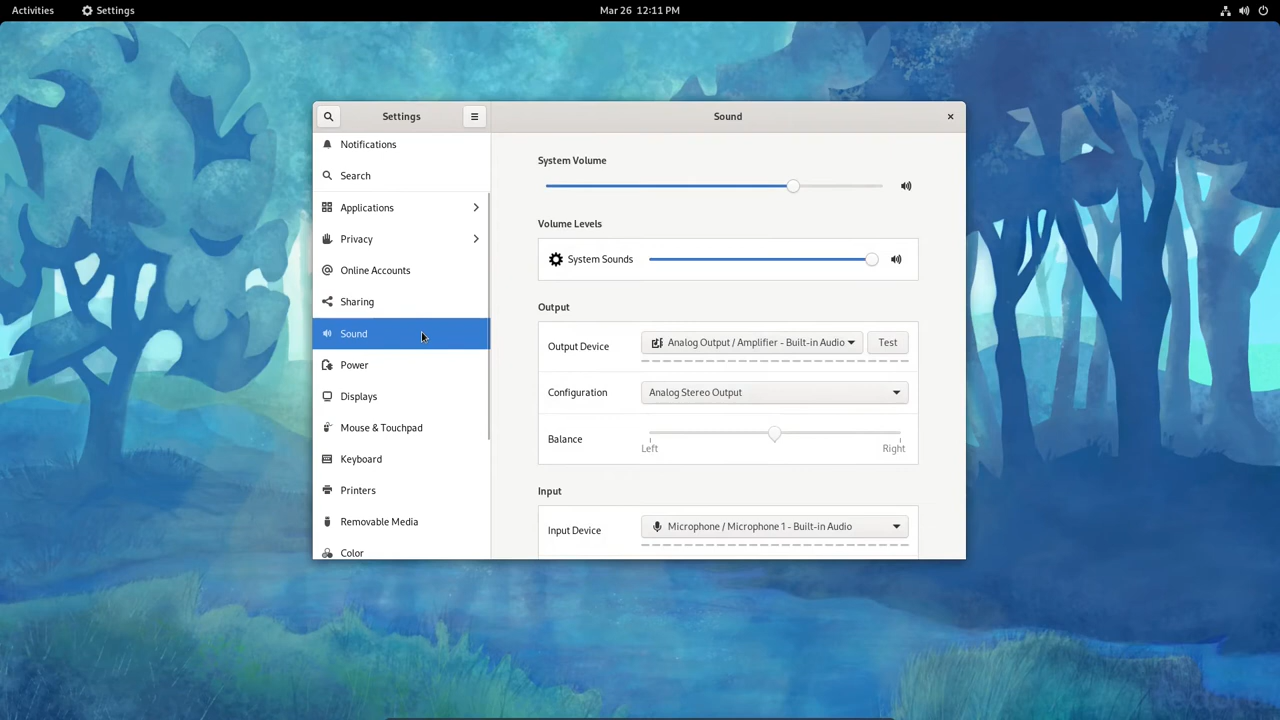 Activities
Settings
Mar 26 12:11 PM
Settings
Sound
Notifications
Search
Applications
Privacy
Online Accounts
Sharing
Sound
Power
Displays
Mouse & Touchpad
Keyboard
Printers
Removable Media
Color
System Volume
Volume Levels
System Sounds
Output
Output Device
Analog Output / Amplifier - Built-in Audio
Test
Configuration
Analog Stereo Output
Balance
Left
Right
Input
Input Device
Microphone / Microphone 1 - Built-in Audio
fedora